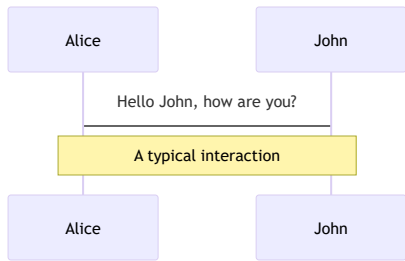 Alice
John
Hello John, how are you?
A typical interaction
Alice
John